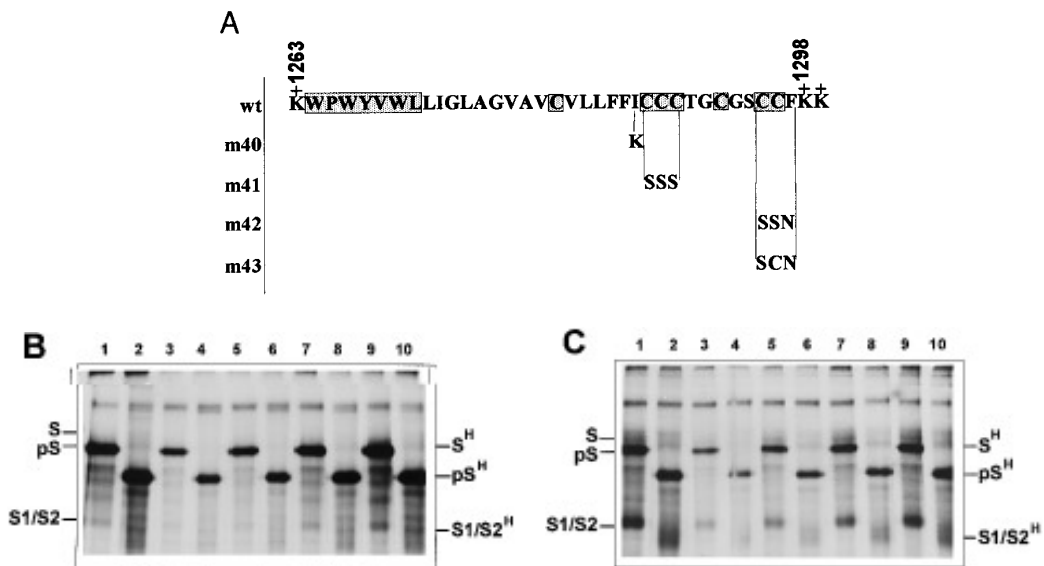 A
+1263
+1298
wt KWPWYVWLLIGLAGVAVCVLLFFICCCTGCGSCCFKK
m40 K
m41 SSS
m42 SSN
m43 SCN
B
1 2 3 4 5 6 7 8 9 10
S
pS
S1/S2
S^H
pS^H
S1/S2^H
C
1 2 3 4 5 6 7 8 9 10
S
pS
S1/S2
S^H
pS^H
S1/S2^H